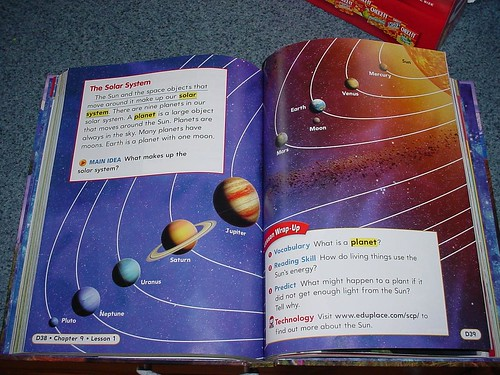 The Solar System
The Sun and the space objects that
move around it make up our solar
system. There are nine planets in our
solar system. A planet is a large object
that moves around the Sun. Planets are
always in the sky. Many planets have
moons. Earth is a planet with one moon.
MAIN IDEA What makes up the
solar system?
Jupiter
Saturn
Uranus
Neptune
Pluto
D38 • Chapter 9 • Lesson 1
Sun
Mercury
Venus
Earth
Moon
Mars
Wrap-Up
Vocabulary What is a planet?
Reading Skill How do living things use the
Sun's energy?
Predict What might happen to a plant if it
did not get enough light from the Sun?
Tell why.
Technology Visit www.eduplace.com/scp/ to
find out more about the Sun.
D39